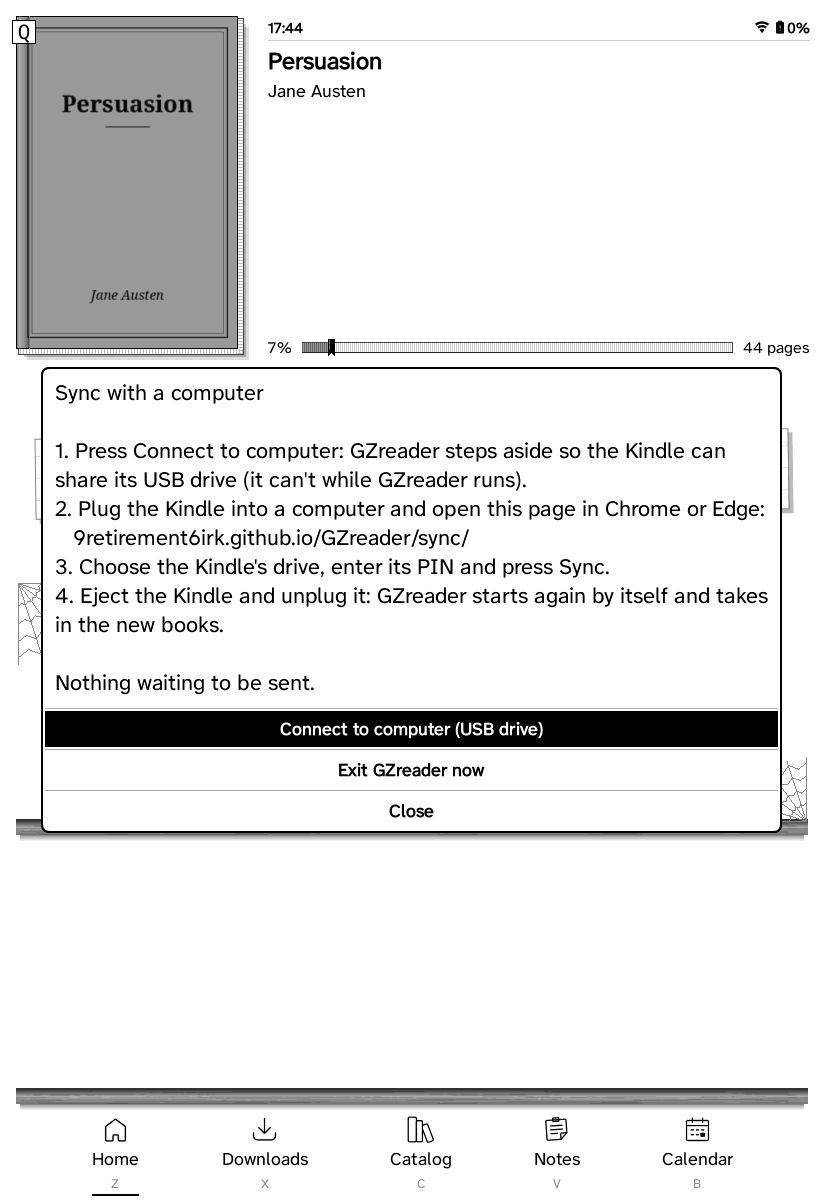 Q
Persuasion
Jane Austen
17:44
0%
Persuasion
Jane Austen
7%
44 pages
Sync with a computer
1. Press Connect to computer: GZreader steps aside so the Kindle can
share its USB drive (it can't while GZreader runs).
2. Plug the Kindle into a computer and open this page in Chrome or Edge:
9retirement6irk.github.io/GZreader/sync/
3. Choose the Kindle's drive, enter its PIN and press Sync.
4. Eject the Kindle and unplug it: GZreader starts again by itself and takes
in the new books.
Nothing waiting to be sent.
Connect to computer (USB drive)
Exit GZreader now
Close
Home
Downloads
Catalog
Notes
Calendar
Z
X
C
V
B